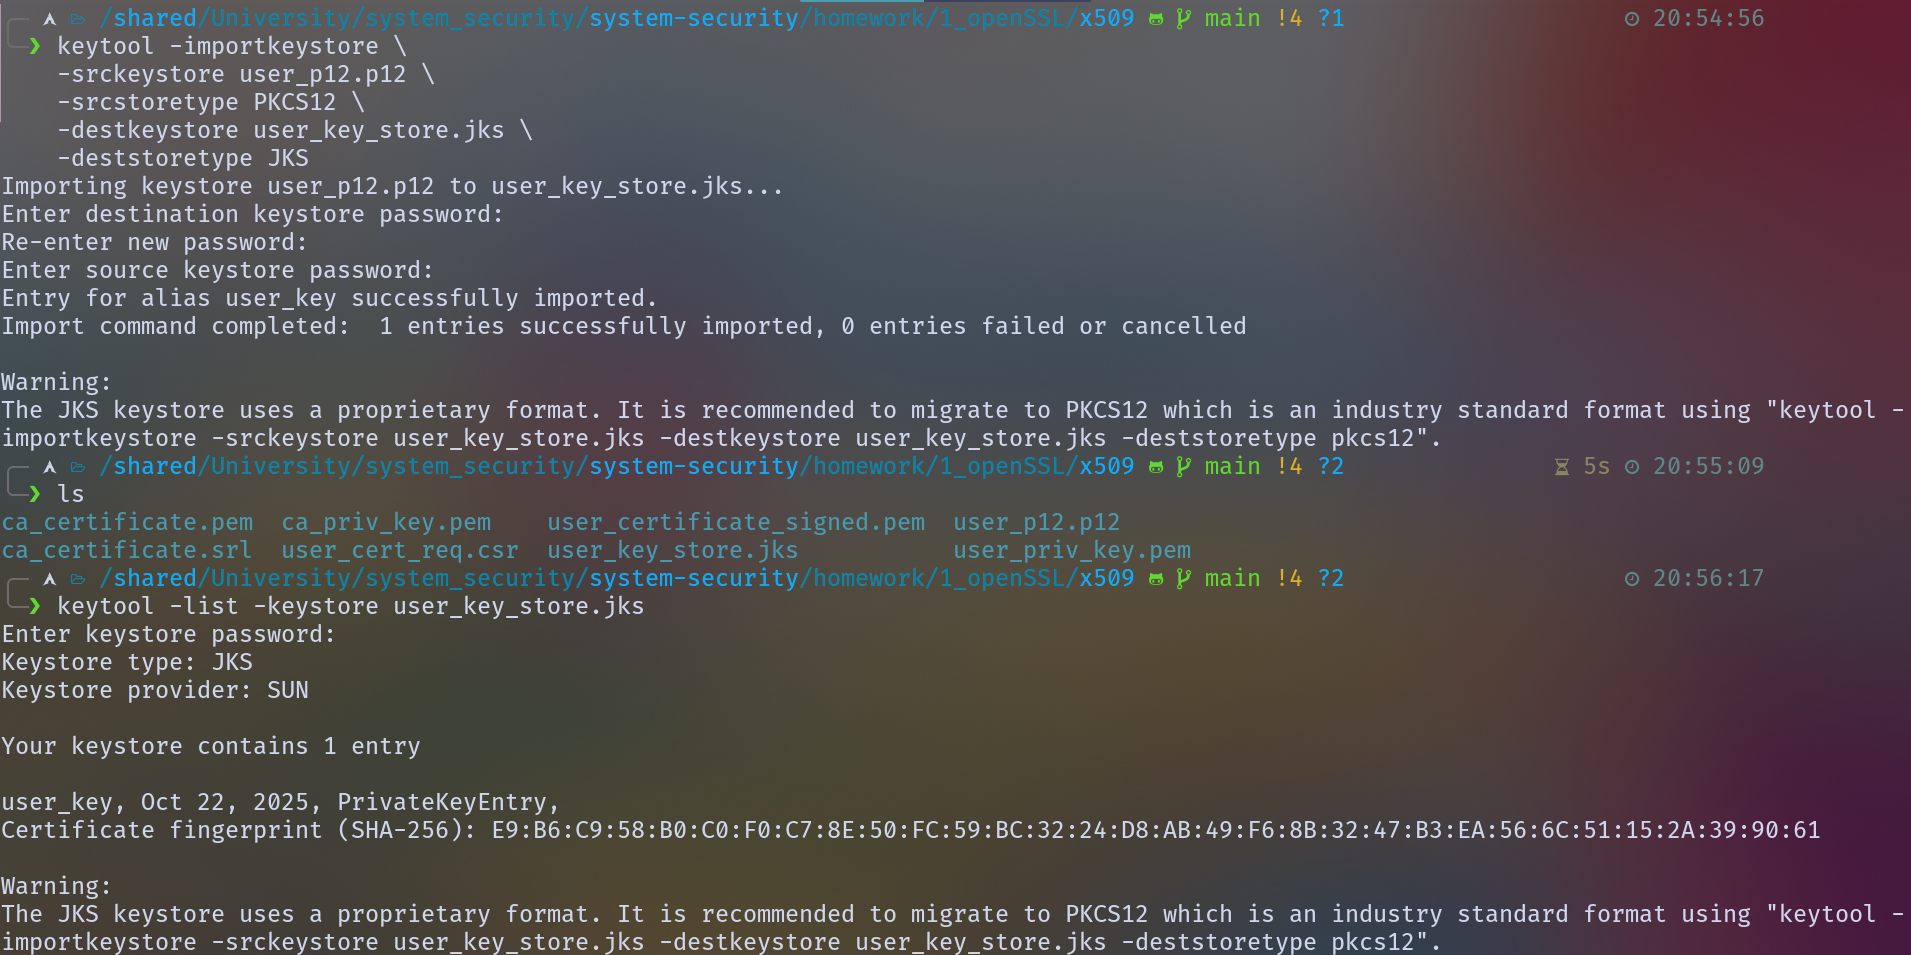 /shared/University/system_security/system-security/homework/1_openSSL/x509 main !4 ?1 20:54:56
❯ keytool -importkeystore \
-srckeystore user_p12.p12 \
-srcstoretype PKCS12 \
-destkeystore user_key_store.jks \
-deststoretype JKS
Importing keystore user_p12.p12 to user_key_store.jks...
Enter destination keystore password:
Re-enter new password:
Enter source keystore password:
Entry for alias user_key successfully imported.
Import command completed:  1 entries successfully imported, 0 entries failed or cancelled
Warning:
The JKS keystore uses a proprietary format. It is recommended to migrate to PKCS12 which is an industry standard format using "keytool -
importkeystore -srckeystore user_key_store.jks -destkeystore user_key_store.jks -deststoretype pkcs12".
/shared/University/system_security/system-security/homework/1_openSSL/x509 main !4 ?2 5s 20:55:09
❯ ls
ca_certificate.pem  ca_priv_key.pem    user_certificate_signed.pem  user_p12.p12
ca_certificate.srl  user_cert_req.csr  user_key_store.jks           user_priv_key.pem
/shared/University/system_security/system-security/homework/1_openSSL/x509 main !4 ?2 20:56:17
❯ keytool -list -keystore user_key_store.jks
Enter keystore password:
Keystore type: JKS
Keystore provider: SUN
Your keystore contains 1 entry
user_key, Oct 22, 2025, PrivateKeyEntry,
Certificate fingerprint (SHA-256): E9:B6:C9:58:B0:C0:F0:C7:8E:50:FC:59:BC:32:24:D8:AB:49:F6:8B:32:47:B3:EA:56:6C:51:15:2A:39:90:61
Warning:
The JKS keystore uses a proprietary format. It is recommended to migrate to PKCS12 which is an industry standard format using "keytool -
importkeystore -srckeystore user_key_store.jks -destkeystore user_key_store.jks -deststoretype pkcs12".